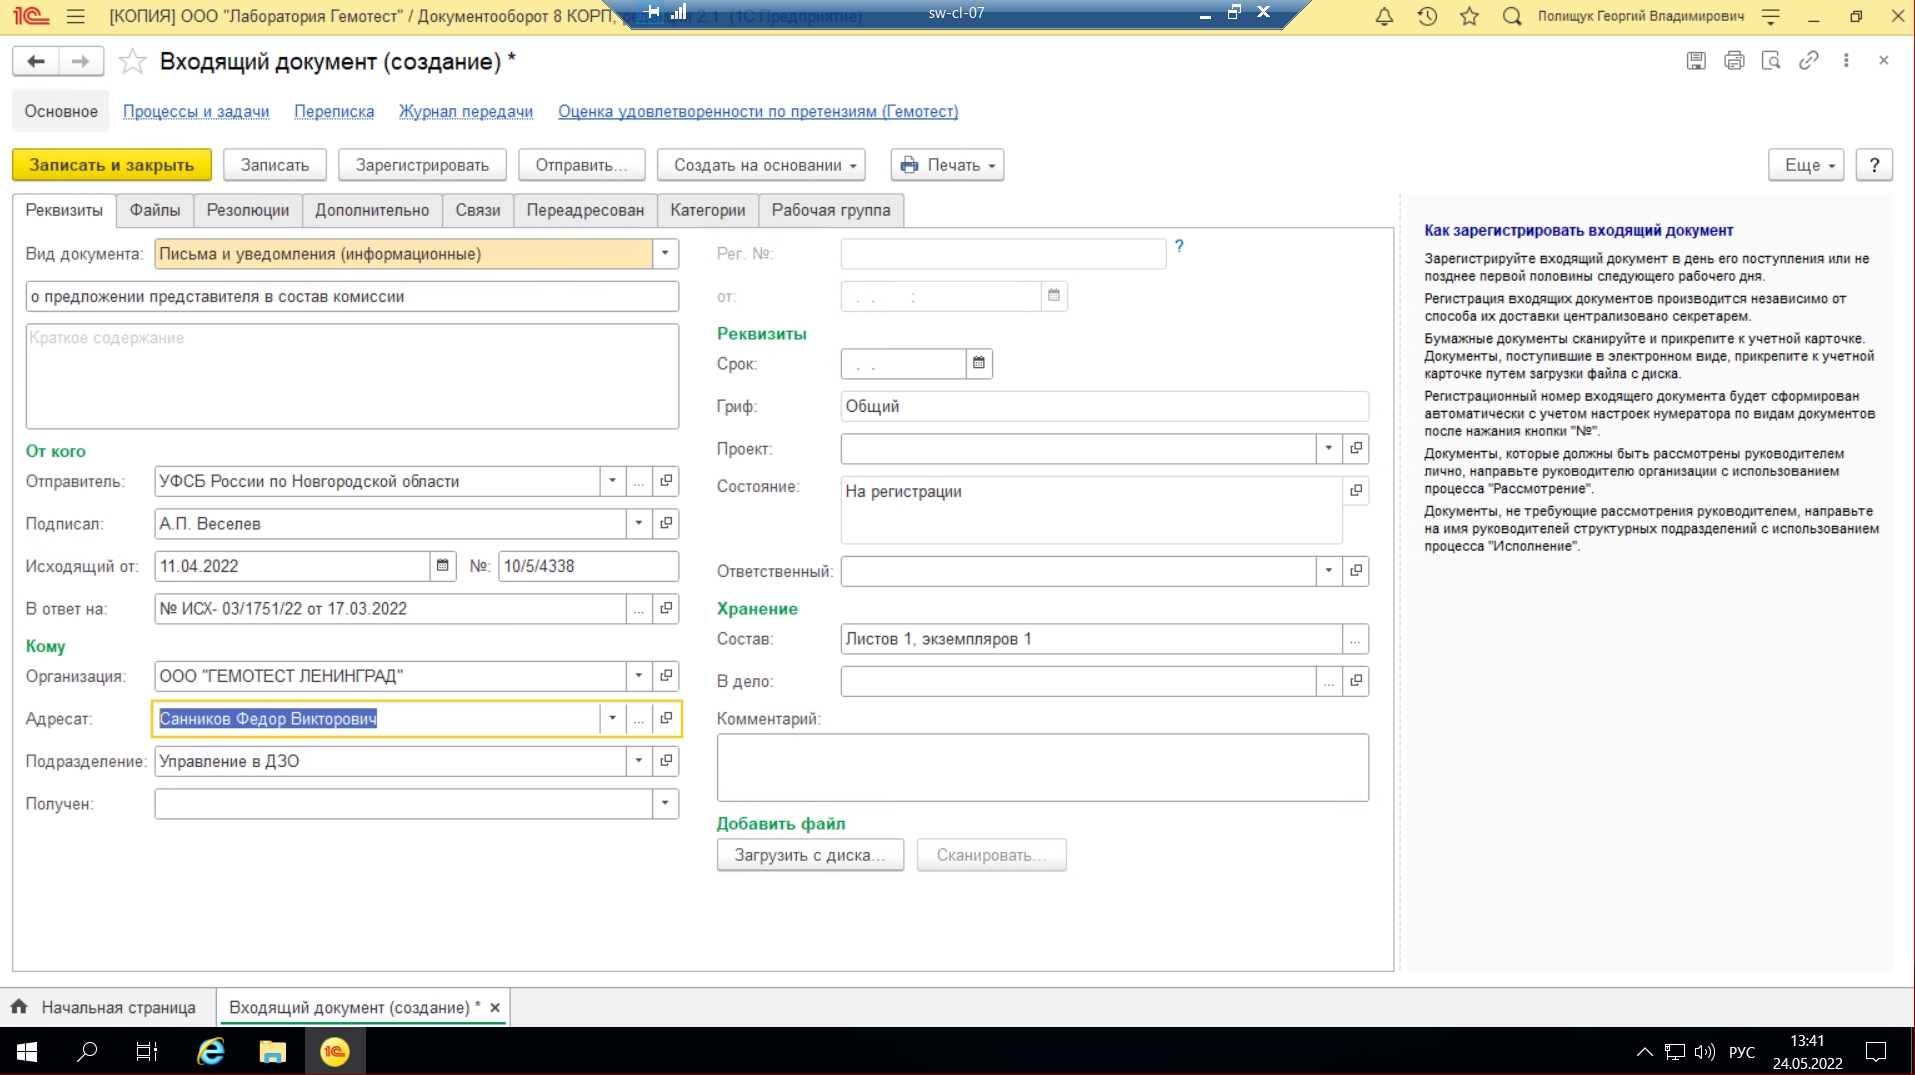 [КОПИЯ] ООО "Лаборатория Гемотест" / Документооборот 8 КОРП, редакция 2.1 (1С:Предприятие)
sw-cl-07
Полищук Георгий Владимирович
Входящий документ (создание) *
Основное Процессы и задачи Переписка Журнал передачи Оценка удовлетворенности по претензиям (Гемотест)
Записать и закрыть Записать Зарегистрировать Отправить... Создать на основании Печать Еще ?
Реквизиты Файлы Резолюции Дополнительно Связи Переадресован Категории Рабочая группа
Вид документа: Письма и уведомления (информационные)
о предложении представителя в состав комиссии
Краткое содержание
От кого
Отправитель: УФСБ России по Новгородской области ...
Подписал: А.П. Веселев
Исходящий от: 11.04.2022 №: 10/5/4338
В ответ на: № ИСХ- 03/1751/22 от 17.03.2022 ...
Кому
Организация: ООО "ГЕМОТЕСТ ЛЕНИНГРАД"
Адресат: Санников Федор Викторович ...
Подразделение: Управление в ДЗО
Получен:
Рег. №: ?
от: . . :
Реквизиты
Срок: . .
Гриф: Общий
Проект:
Состояние: На регистрации
Ответственный:
Хранение
Состав: Листов 1, экземпляров 1 ...
В дело: ...
Комментарий:
Добавить файл
Загрузить с диска... Сканировать...
Как зарегистрировать входящий документ
Зарегистрируйте входящий документ в день его поступления или не
позднее первой половины следующего рабочего дня.
Регистрация входящих документов производится независимо от
способа их доставки централизовано секретарем.
Бумажные документы сканируйте и прикрепите к учетной карточке.
Документы, поступившие в электронном виде, прикрепите к учетной
карточке путем загрузки файла с диска.
Регистрационный номер входящего документа будет сформирован
автоматически с учетом настроек нумератора по видам документов
после нажания кнопки "№".
Документы, которые должны быть рассмотрены руководителем
лично, направьте руководителю организации с использованием
процесса "Рассмотрение".
Документы, не требующие рассмотрения руководителем, направьте
на имя руководителей структурных подразделений с использованием
процесса "Исполнение".
Начальная страница Входящий документ (создание) * ×
РУС
13:41
24.05.2022